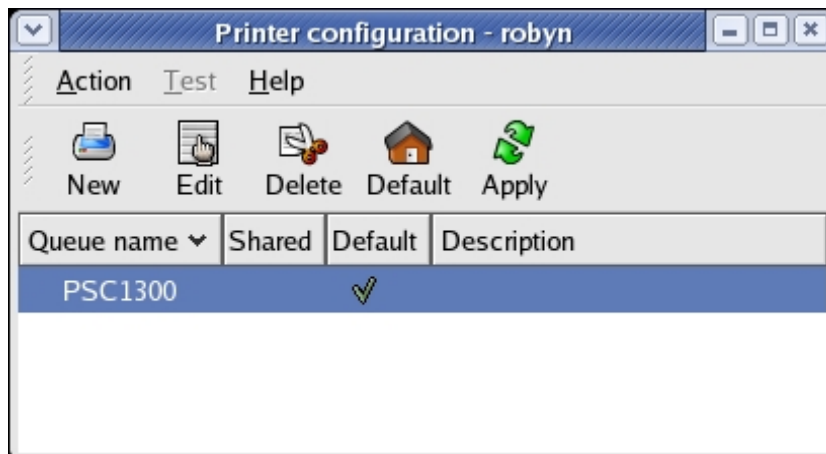 Printer configuration - robyn
Action Test Help
New Edit Delete Default Apply
Queue name Shared Default Description
PSC1300